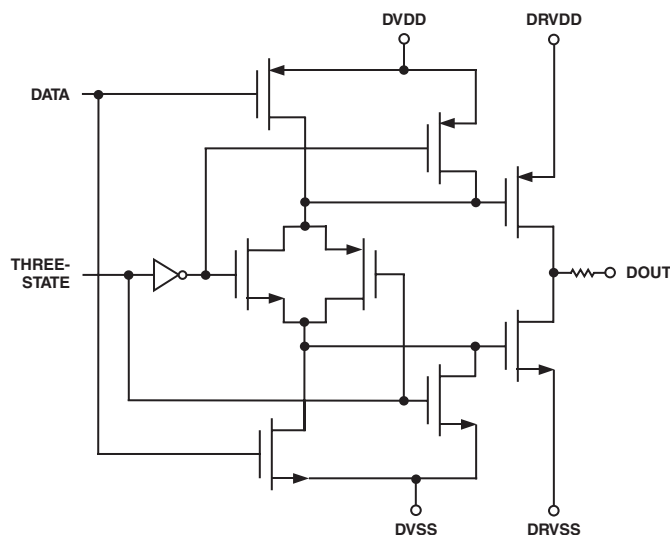 DVDD
DRVDD
DATA
THREE-
STATE
DOUT
DVSS
DRVSS